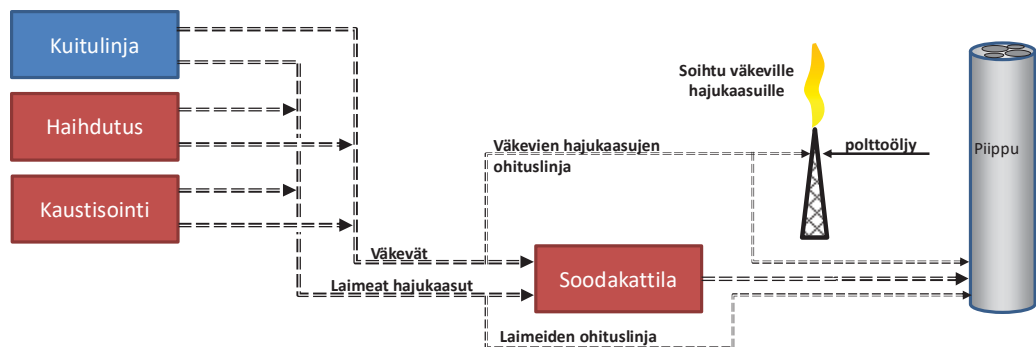 Kuitulinja
Haihdutus
Kaustisointi
Väkevät
Laimeat hajukaasut
Väkevien hajukaasujen
ohituslinja
Soodakattila
Laimeiden ohituslinja
Soihtu väkeville
hajukaasuille
polttoöljy
Piippu